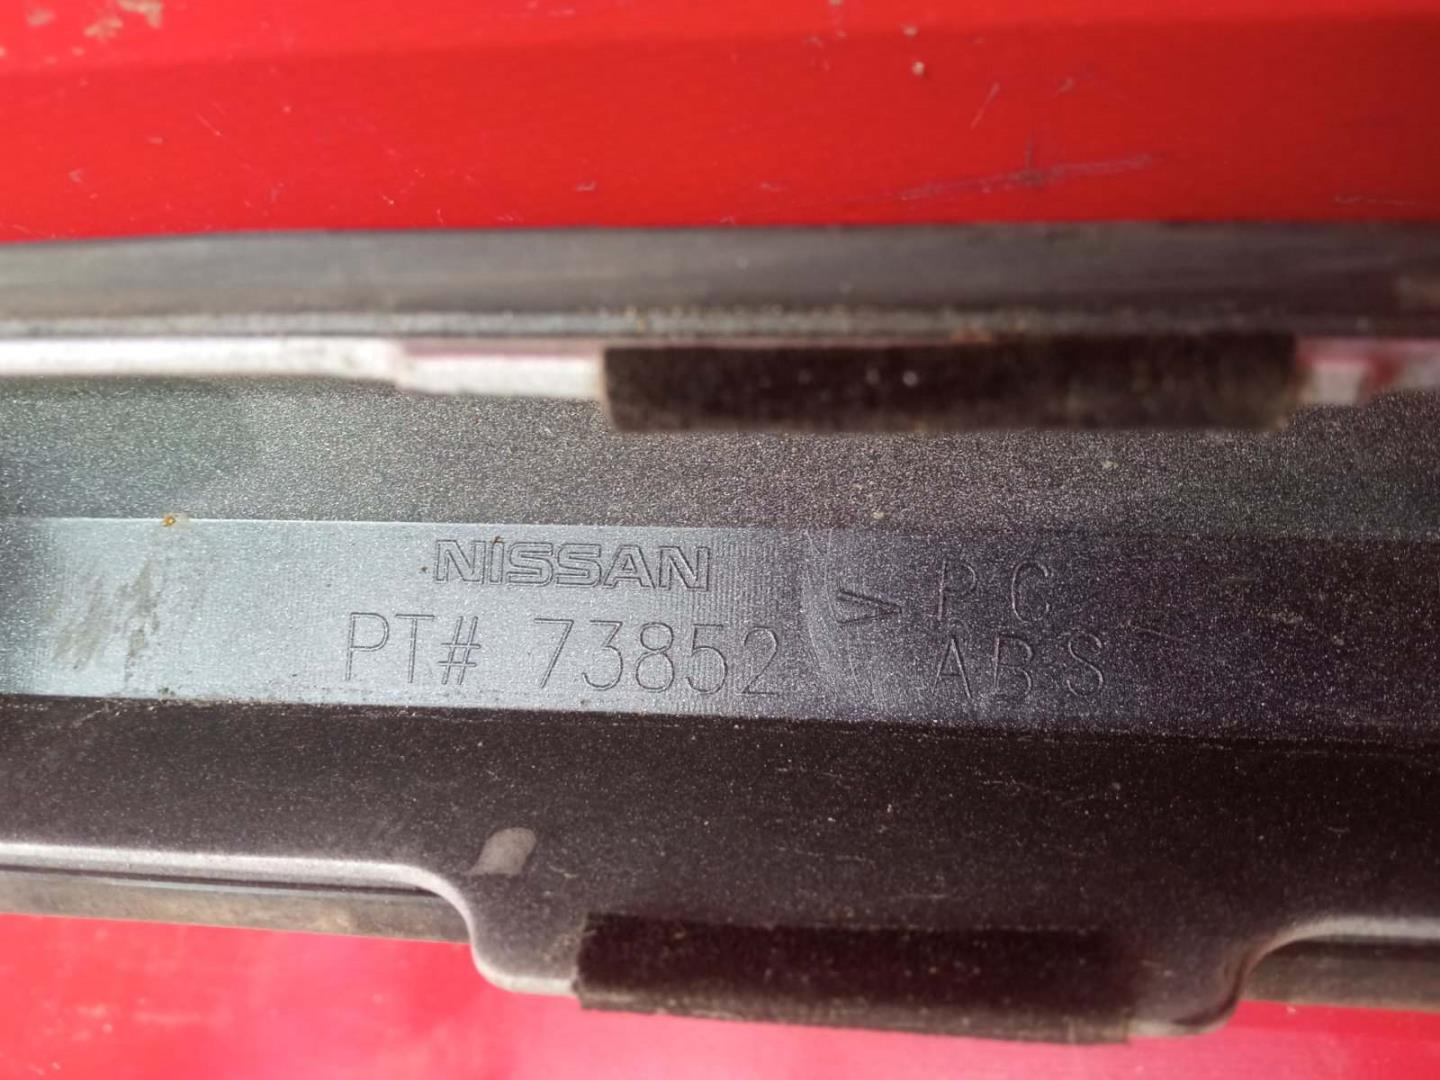 NISSAN
PT# 73852
> PC
ABS